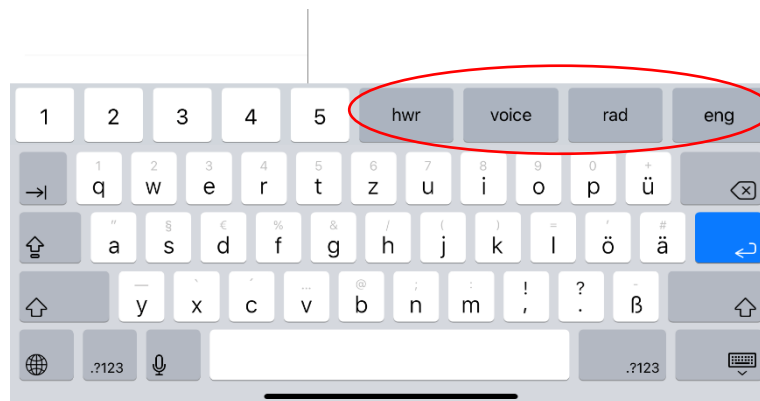 1 2 3 4 5 hwr voice rad eng
1 2 3 4 5 6 7 8 9 0 +
q w e r t z u i o p ü
" § € % & / ( ) = ' #
a s d f g h j k l ö ä
— ` ´ ... @ ; : ! ? -
y x c v b n m , . ß
.?123 .?123